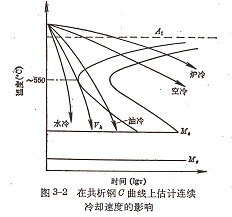 A₁
温度(℃)
~550
炉冷
空冷
水冷
Vₖ
油冷
Mₛ
Mₛ
时间 (lgτ)
图 3-2 在共析钢 C 曲线上估计连续
冷却速度的影响